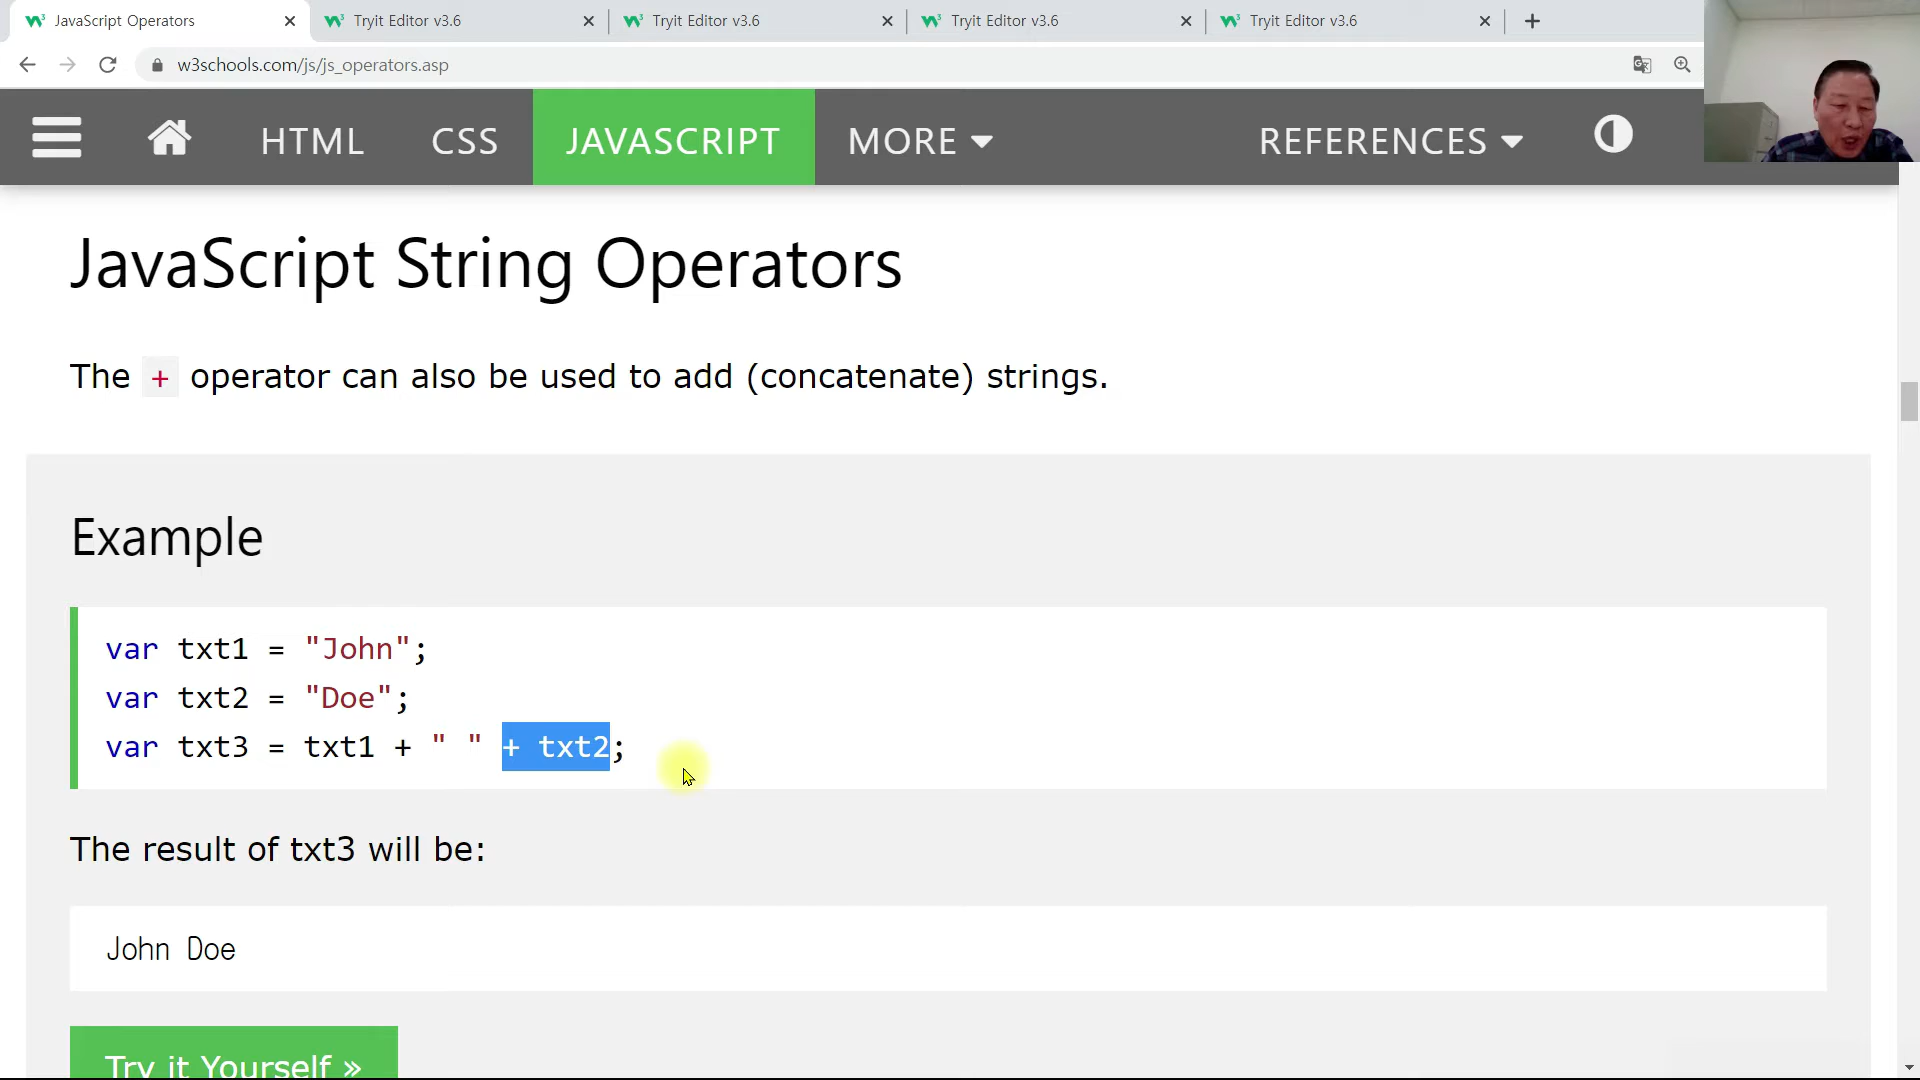 JavaScript Operators
Tryit Editor v3.6
Tryit Editor v3.6
Tryit Editor v3.6
Tryit Editor v3.6
w3schools.com/js/js_operators.asp
HTML CSS JAVASCRIPT MORE REFERENCES
JavaScript String Operators
The + operator can also be used to add (concatenate) strings.
Example
var txt1 = "John";
var txt2 = "Doe";
var txt3 = txt1 + " " + txt2;
The result of txt3 will be:
John Doe
Try it Yourself »